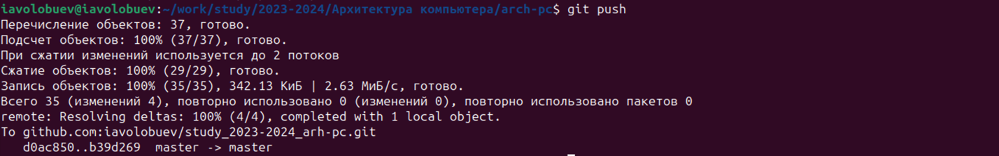 iavolobuev@iavolobuev:~/work/study/2023-2024/Архитектура компьютера/arch-pc$ git push
Перечисление объектов: 37, готово.
Подсчет объектов: 100% (37/37), готово.
При сжатии изменений используется до 2 потоков
Сжатие объектов: 100% (29/29), готово.
Запись объектов: 100% (35/35), 342.13 КиБ | 2.63 МиБ/с, готово.
Всего 35 (изменений 4), повторно использовано 0 (изменений 0), повторно использовано пакетов 0
remote: Resolving deltas: 100% (4/4), completed with 1 local object.
To github.com:iavolobuev/study_2023-2024_arh-pc.git
   d0ac850..b39d269  master -> master